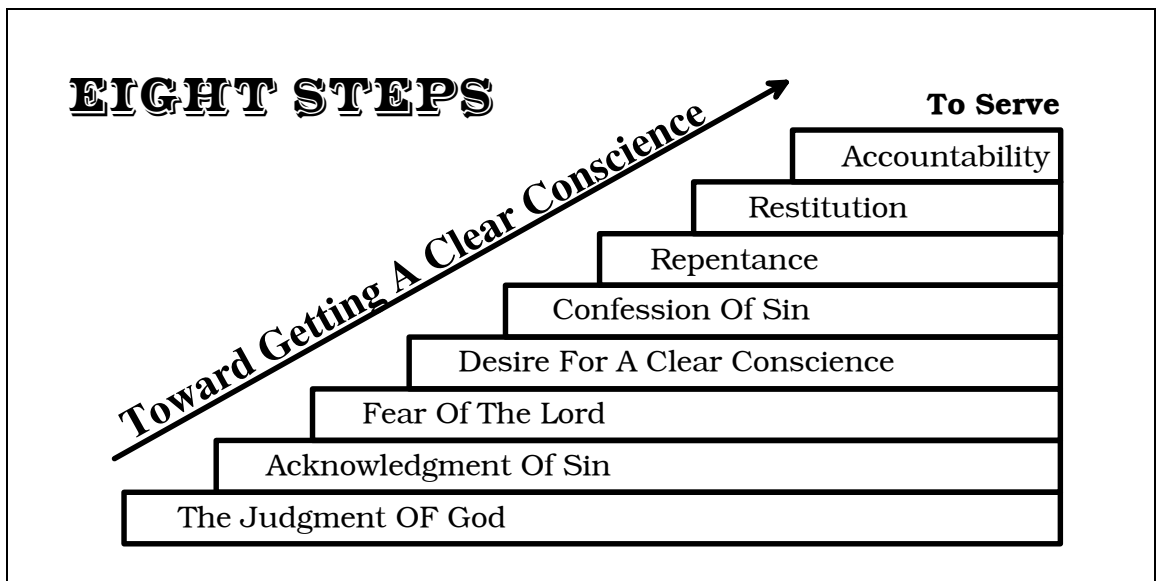 EIGHT STEPS
Toward Getting A Clear Conscience
To Serve
Accountability
Restitution
Repentance
Confession Of Sin
Desire For A Clear Conscience
Fear Of The Lord
Acknowledgment Of Sin
The Judgment OF God